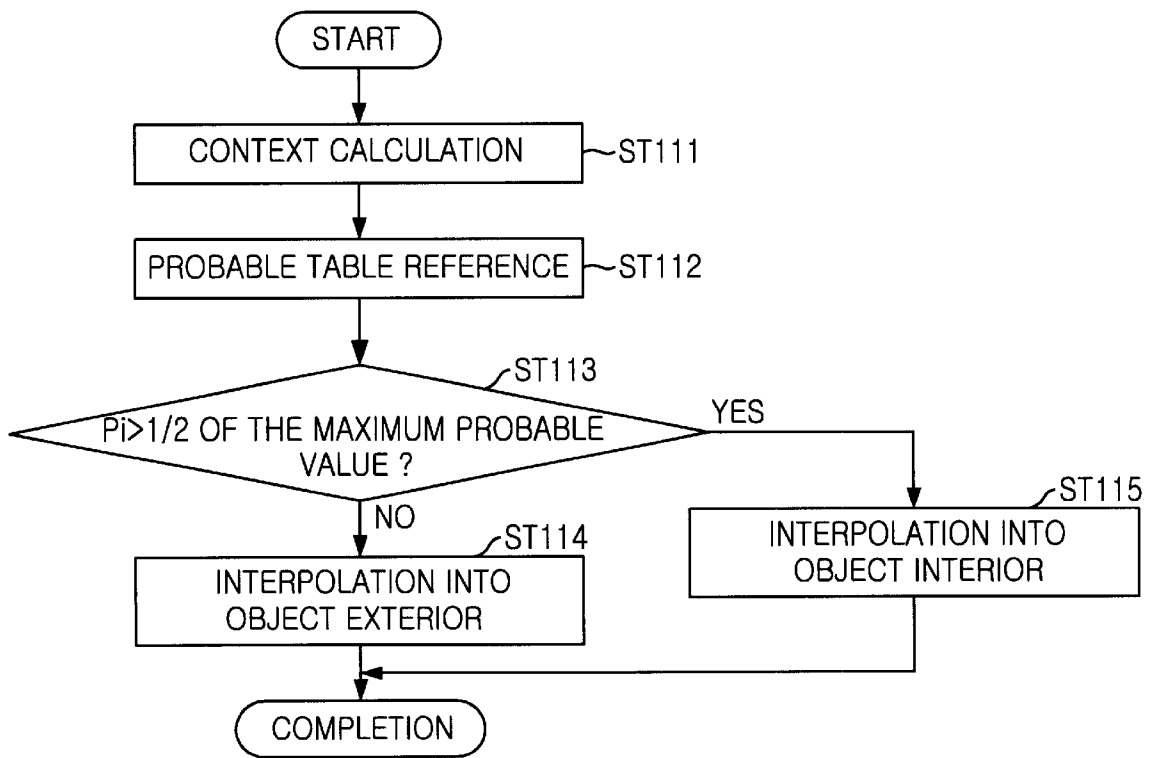 START
CONTEXT CALCULATION
ST111
PROBABLE TABLE REFERENCE
ST112
ST113
Pi>1/2 OF THE MAXIMUM PROBABLE
VALUE ?
YES
NO
ST115
INTERPOLATION INTO
OBJECT INTERIOR
ST114
INTERPOLATION INTO
OBJECT EXTERIOR
COMPLETION